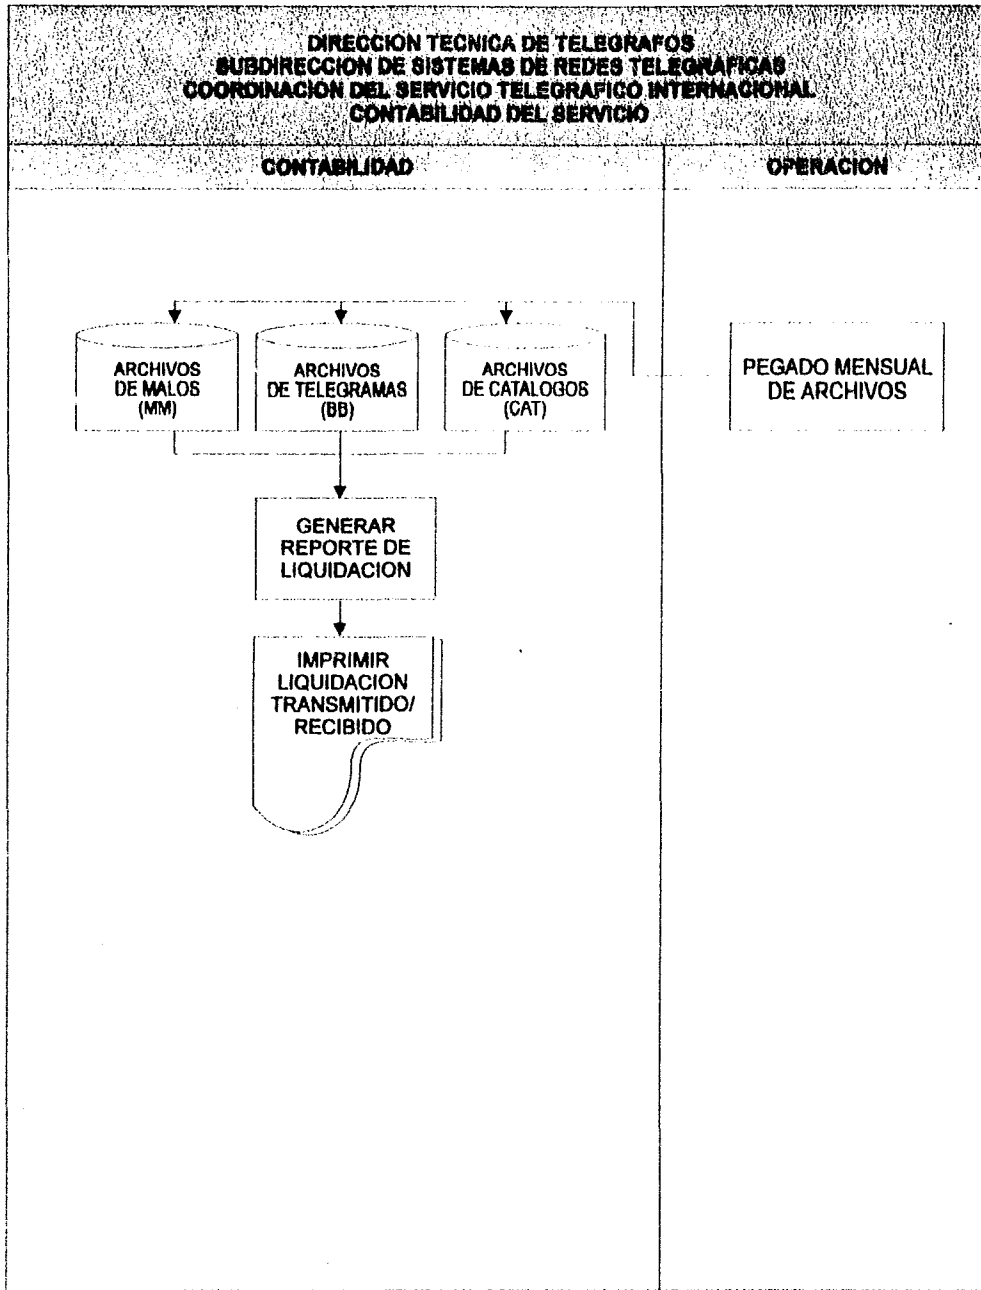 DIRECCION TECNICA DE TELEGRAFOS
SUBDIRECCION DE SISTEMAS DE REDES TELEGRAFICAS
COORDINACION DEL SERVICIO TELEGRAFICO INTERNACIONAL
CONTABILIDAD DEL SERVICIO
CONTABILIDAD
OPERACION
ARCHIVOS
DE MALOS
(MM)
ARCHIVOS
DE TELEGRAMAS
(BB)
ARCHIVOS
DE CATALOGOS
(CAT)
PEGADO MENSUAL
DE ARCHIVOS
GENERAR
REPORTE DE
LIQUIDACION
IMPRIMIR
LIQUIDACION
TRANSMITIDO/
RECIBIDO